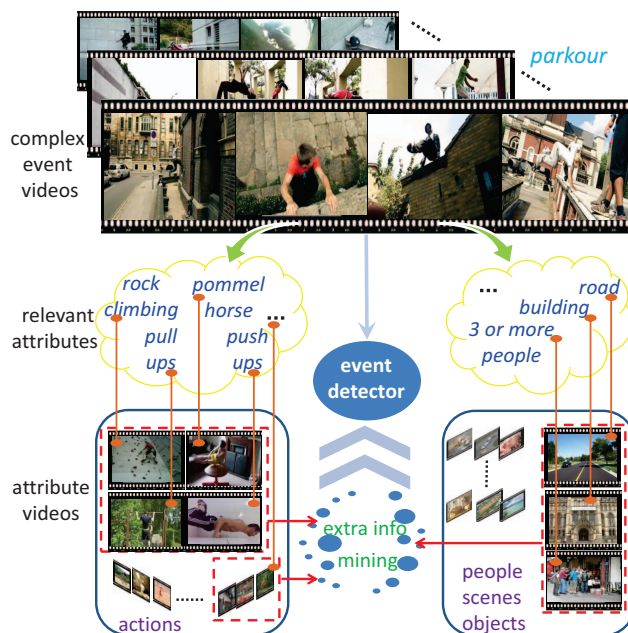 parkour
complex
event
videos
relevant
attributes
rock
climbing
pull
ups
pommel
horse
...
push
ups
event
detector
...
road
building
3 or more
people
attribute
videos
extra info
mining
actions
......
people
scenes
objects